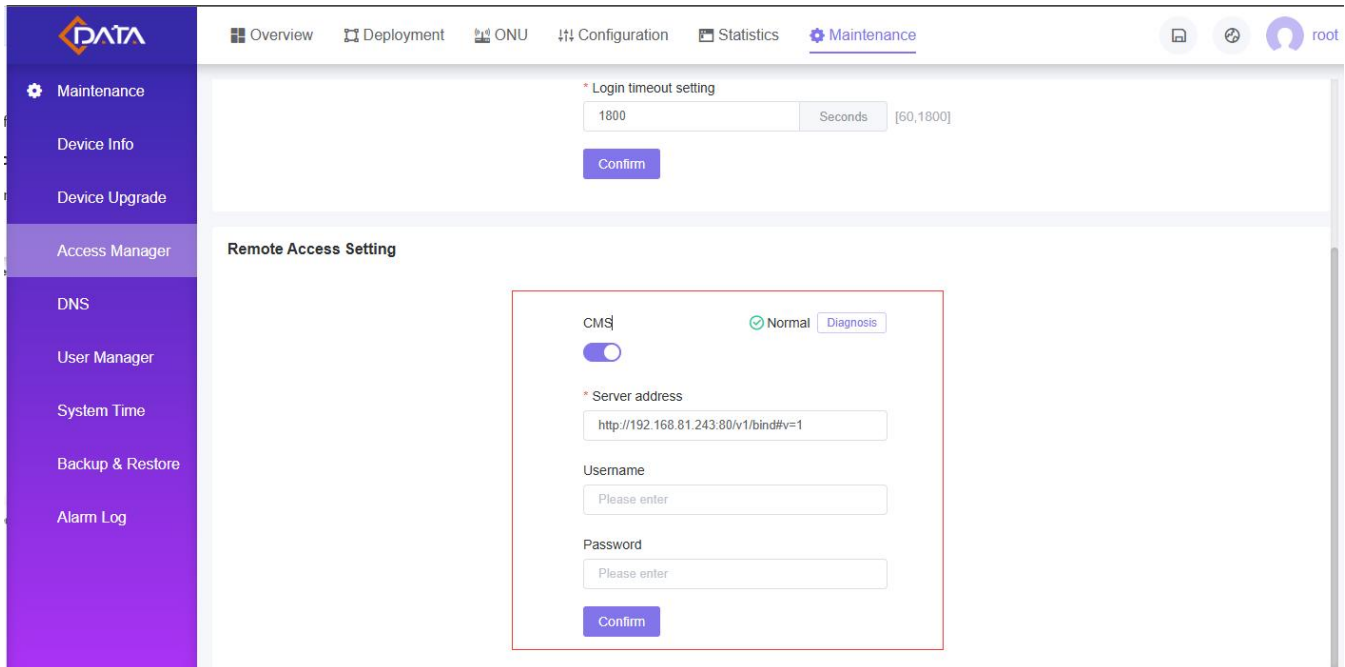 DATA
Overview
Deployment
ONU
Configuration
Statistics
Maintenance
root
Maintenance
Device Info
Device Upgrade
Access Manager
DNS
User Manager
System Time
Backup & Restore
Alarm Log
* Login timeout setting
1800 Seconds [60,1800]
Confirm
Remote Access Setting
CMS Normal Diagnosis
* Server address
http://192.168.81.243:80/v1/bind#v=1
Username
Please enter
Password
Please enter
Confirm